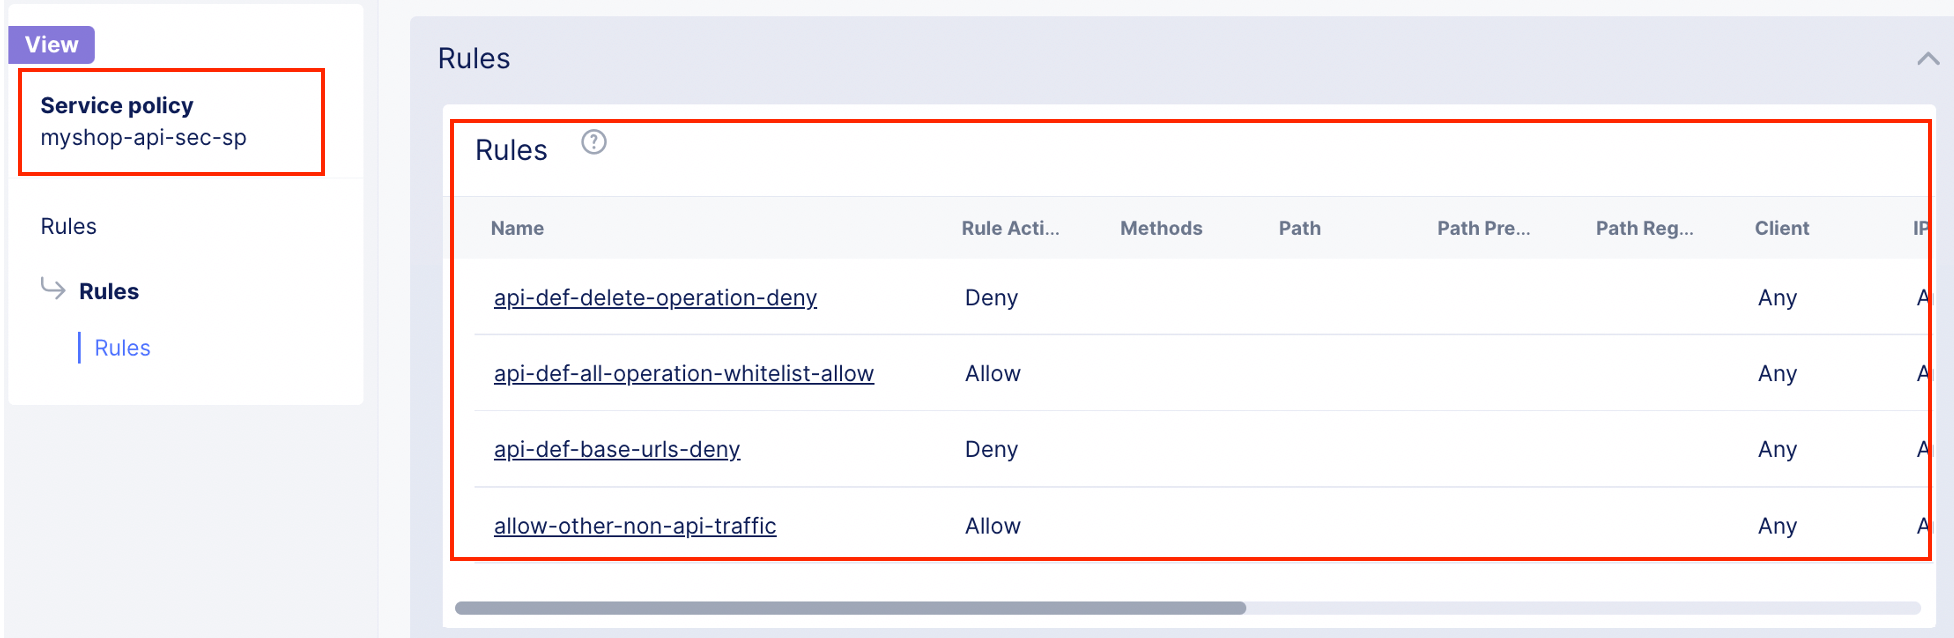 View
Service policy
myshop-api-sec-sp
Rules
Rules
Rules
Rules
Rules ?
Name Rule Acti... Methods Path Path Pre... Path Reg... Client IP
api-def-delete-operation-deny Deny Any
api-def-all-operation-whitelist-allow Allow Any
api-def-base-urls-deny Deny Any
allow-other-non-api-traffic Allow Any